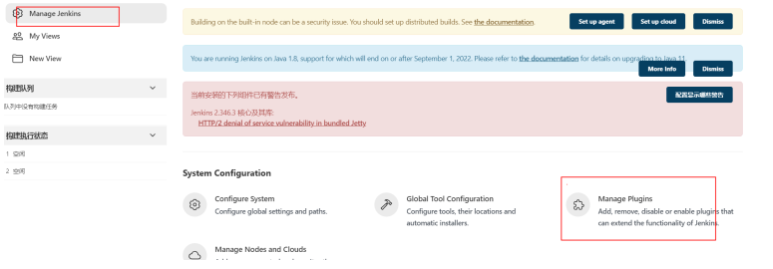 Manage Jenkins
My Views
New View
构建队列
队列中没有构建任务
构建执行状态
1 空闲
2 空闲
Building on the built-in node can be a security issue. You should set up distributed builds. See the documentation.
Set up agent
Set up cloud
Dismiss
You are running Jenkins on Java 1.8, support for which will end on or after September 1, 2022. Please refer to the documentation for details on upgrading to Java 11.
More Info
Dismiss
当前安装的下列组件已有警告发布。
配置显示哪些警告
Jenkins 2.346.3 核心及其库:
HTTP/2 denial of service vulnerability in bundled Jetty
System Configuration
Configure System
Configure global settings and paths.
Global Tool Configuration
Configure tools, their locations and
automatic installers.
Manage Plugins
Add, remove, disable or enable plugins that
can extend the functionality of Jenkins.
Manage Nodes and Clouds